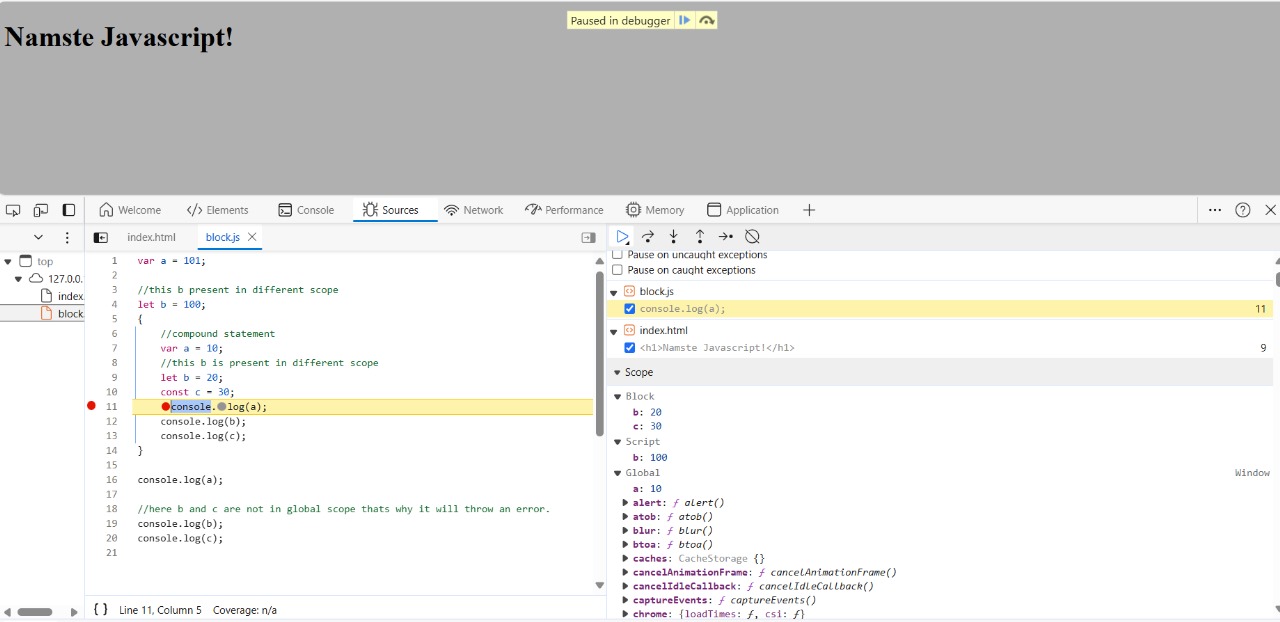 Paused in debugger
Namste Javascript!
Welcome Elements Console Sources Network Performance Memory Application
index.html block.js
top
127.0.0.
index
block
1 var a = 101;
2
3 //this b present in different scope
4 let b = 100;
5 {
6 //compound statement
7 var a = 10;
8 //this b is present in different scope
9 let b = 20;
10 const c = 30;
11 console.log(a);
12 console.log(b);
13 console.log(c);
14 }
15
16 console.log(a);
17
18 //here b and c are not in global scope thats why it will throw an error.
19 console.log(b);
20 console.log(c);
21
{ } Line 11, Column 5 Coverage: n/a
Pause on uncaught exceptions
Pause on caught exceptions
block.js
console.log(a); 11
index.html
<h1>Namste Javascript!</h1> 9
Scope
Block
b: 20
c: 30
Script
b: 100
Global Window
a: 10
alert: ƒ alert()
atob: ƒ atob()
blur: ƒ blur()
btoa: ƒ btoa()
caches: CacheStorage {}
cancelAnimationFrame: ƒ cancelAnimationFrame()
cancelIdleCallback: ƒ cancelIdleCallback()
captureEvents: ƒ captureEvents()
chrome: {loadTimes: ƒ, csi: ƒ}